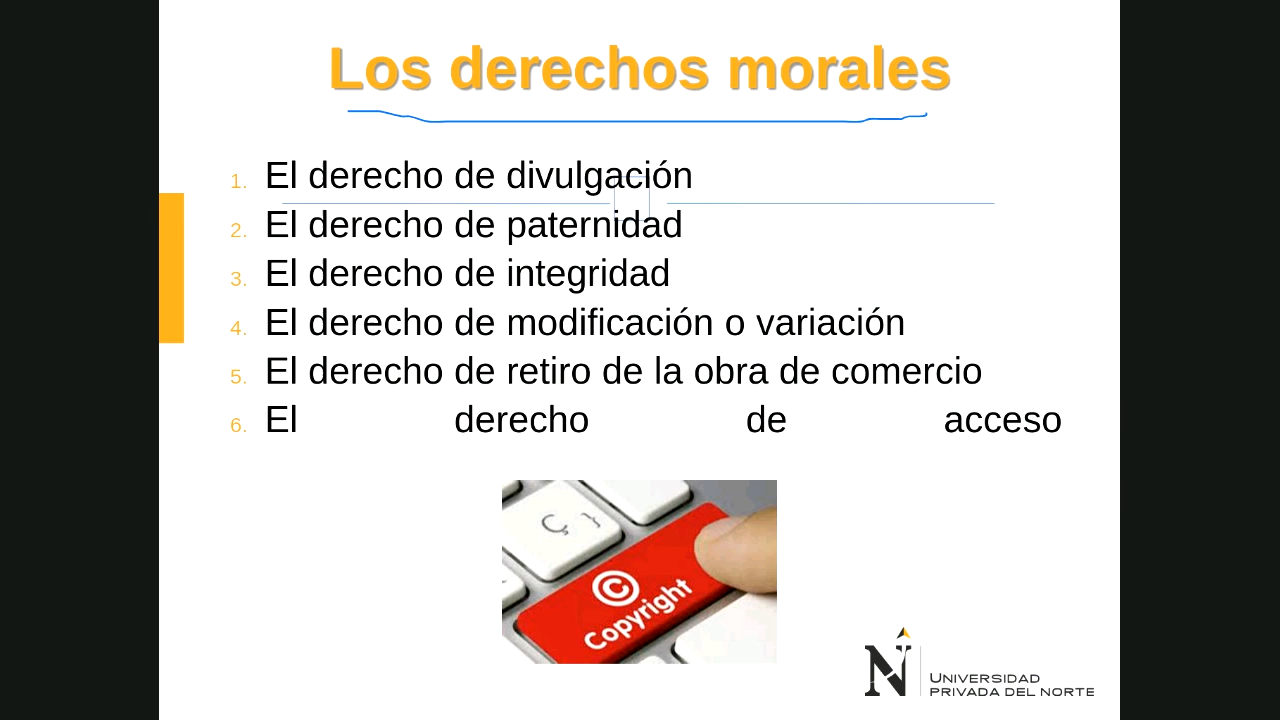 Los derechos morales
1. El derecho de divulgación
2. El derecho de paternidad
3. El derecho de integridad
4. El derecho de modificación o variación
5. El derecho de retiro de la obra de comercio
6. El derecho de acceso
Ç }
© Copyright
N UNIVERSIDAD
PRIVADA DEL NORTE